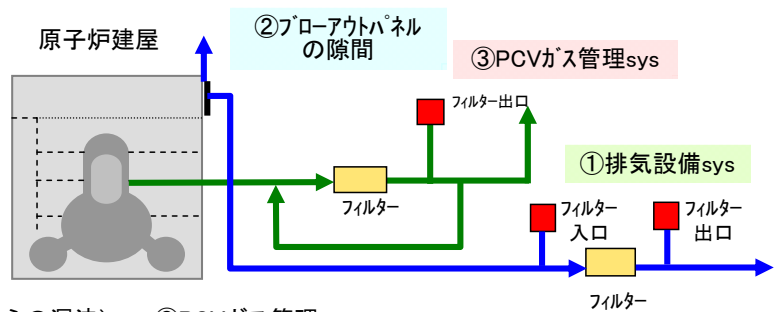 原子炉建屋
②ﾌﾞﾛｰｱｳﾄﾊﾟﾈﾙ
の隙間
③PCVｶﾞｽ管理sys
ﾌｨﾙﾀｰ出口
①排気設備sys
ﾌｨﾙﾀｰ
ﾌｨﾙﾀｰ
入口
ﾌｨﾙﾀｰ
出口
ﾌｨﾙﾀｰ